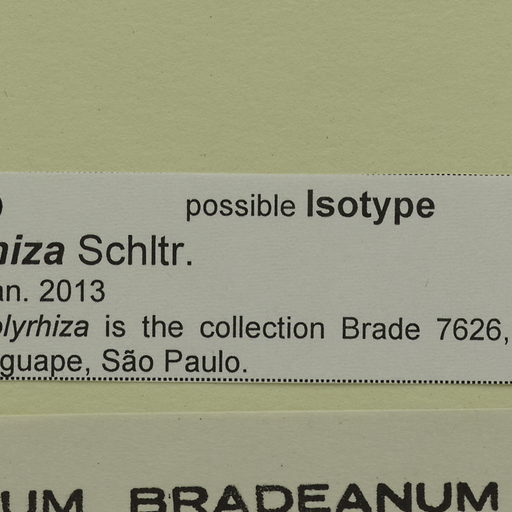 possible Isotype
hiza Schltr.
an. 2013
olyrhiza is the collection Brade 7626,
guape, São Paulo.
UM BRADEANUM